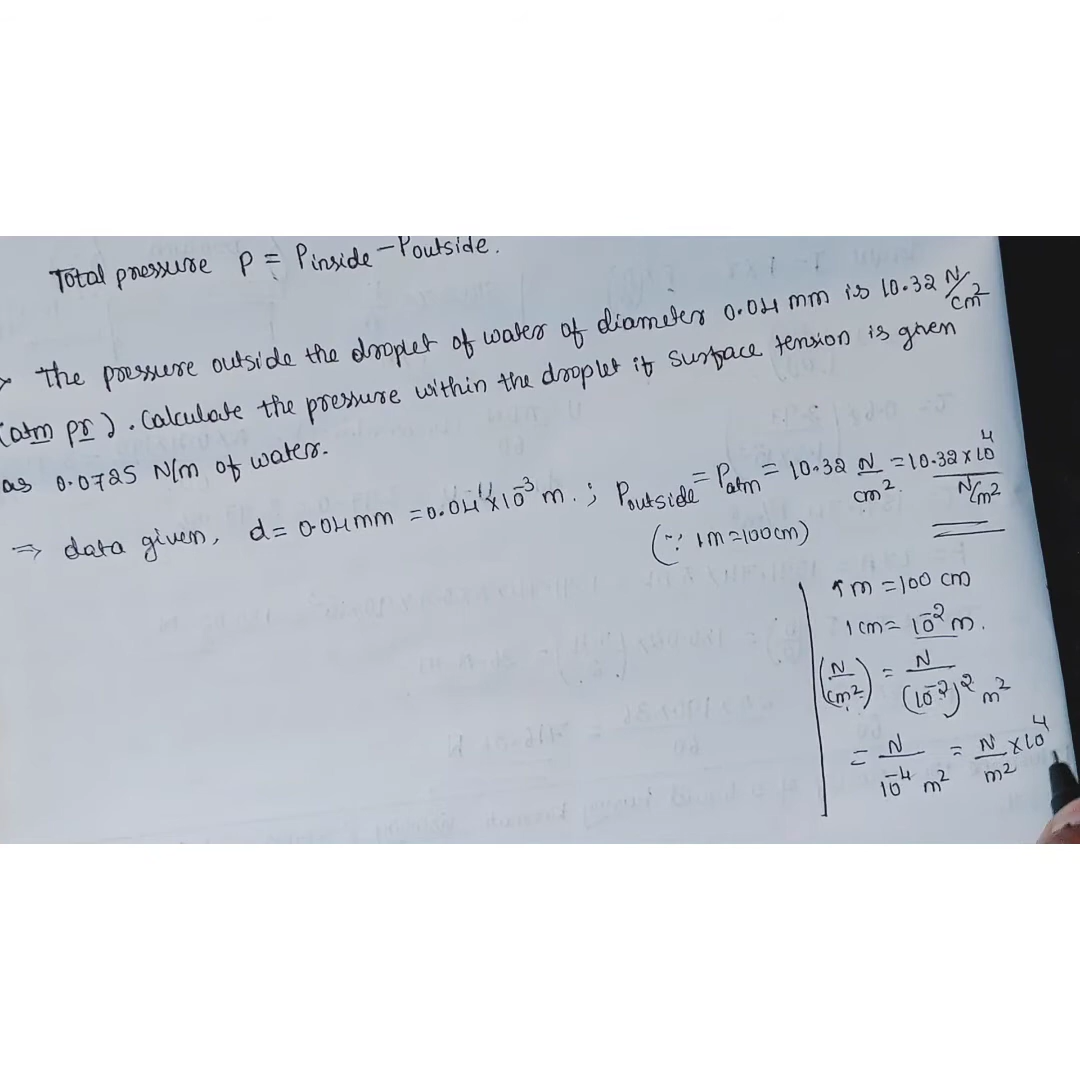 Total pressure P = Pinside - Poutside.
The pressure outside the droplet of water of diameter 0.04 mm is 10.32 N/cm²
(atm pr). Calculate the pressure within the droplet if surface tension is given
as 0.0725 N/m of water.
⇒ data given, d = 0.04 mm = 0.04 × 10⁻³ m. ; Poutside = Patm = 10.32 N/cm² = 10.32 × 10⁴ N/m²
(∵ 1m = 100 cm)
1 m = 100 cm
1 cm = 10⁻² m.
(N/cm²) = N/(10⁻²)² m²
= N/10⁻⁴ m² = N/m² × 10⁴